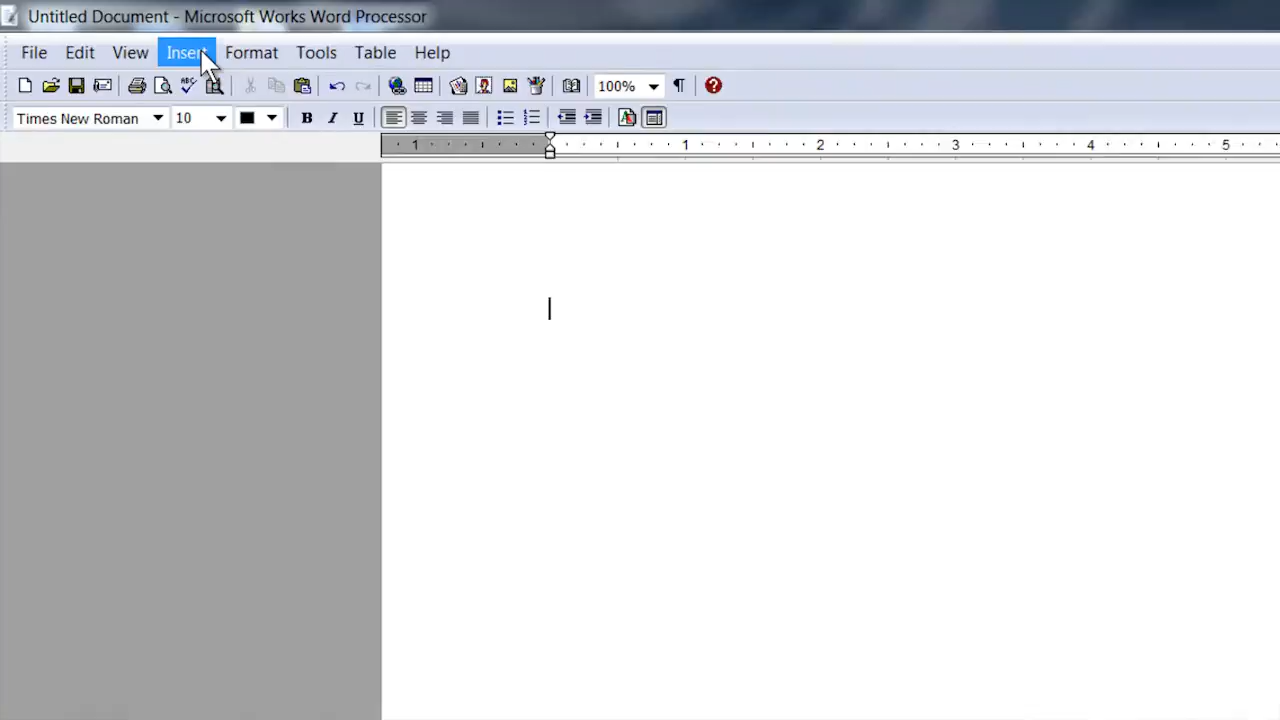 Untitled Document - Microsoft Works Word Processor
File Edit View Insert Format Tools Table Help
ABC 100% ¶ ?
Times New Roman 10 B I U
1 1 2 3 4 5